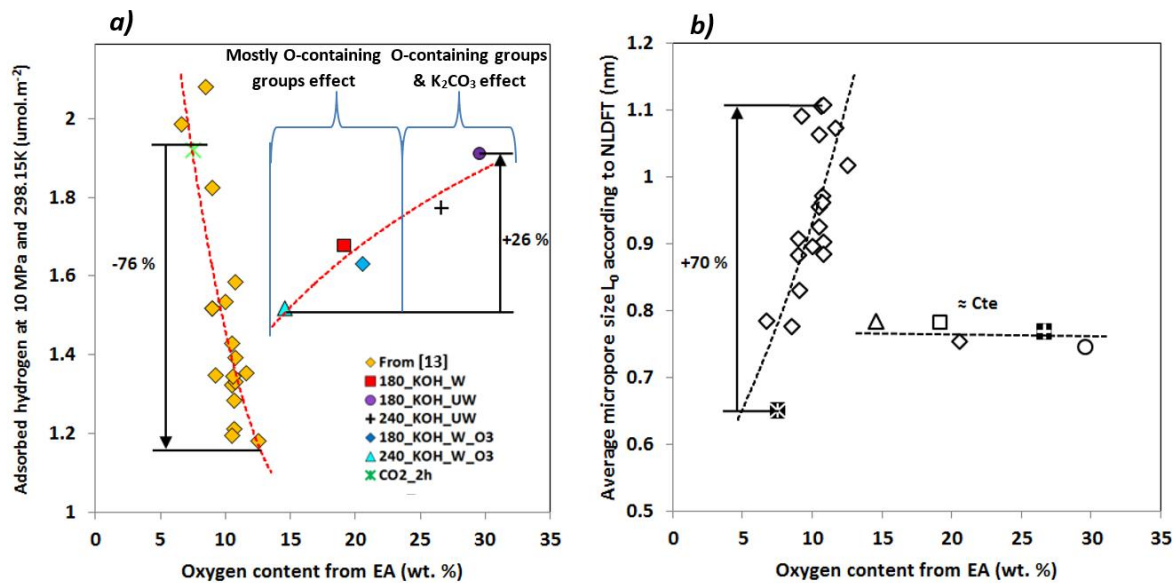 a)
Adsorbed hydrogen at 10 MPa and 298.15K (umol.m⁻²)
2
1.8
1.6
1.4
1.2
1
0 5 10 15 20 25 30 35
Oxygen content from EA (wt. %)
Mostly O-containing
groups effect
O-containing groups
& K₂CO₃ effect
-76 %
+26 %
From [13]
180_KOH_W
180_KOH_UW
240_KOH_UW
180_KOH_W_O3
240_KOH_W_O3
CO2_2h
b)
Average micropore size L₀ according to NLDFT (nm)
1.2
1.1
1
0.9
0.8
0.7
0.6
0.5
0 5 10 15 20 25 30 35
Oxygen content from EA (wt. %)
+70 %
≈ Cte